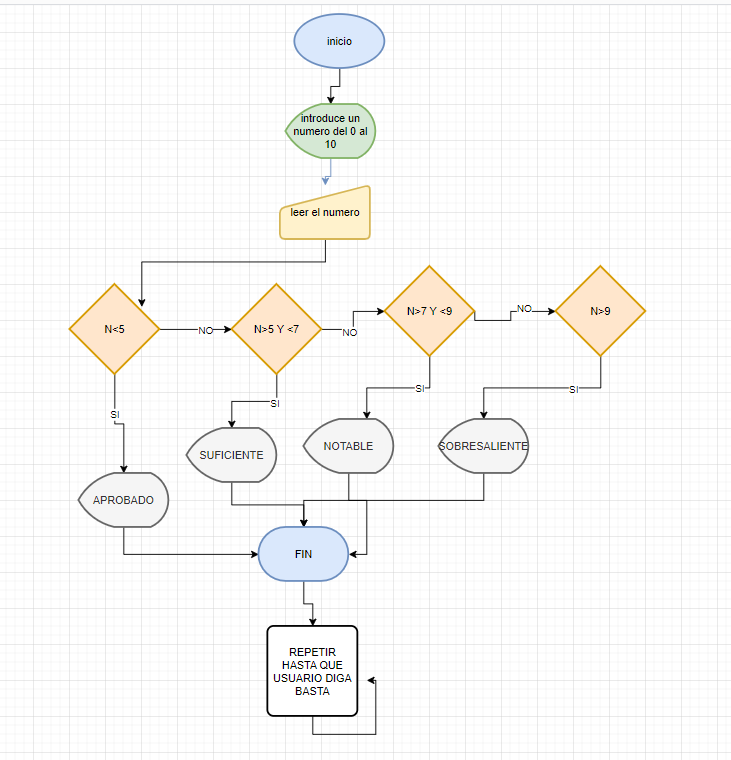 inicio
introduce un
numero del 0 al
10
leer el numero
N<5
NO
N>5 Y <7
NO
N>7 Y <9
NO
N>9
SI
SI
SI
SI
APROBADO
SUFICIENTE
NOTABLE
SOBRESALIENTE
FIN
REPETIR
HASTA QUE
USUARIO DIGA
BASTA